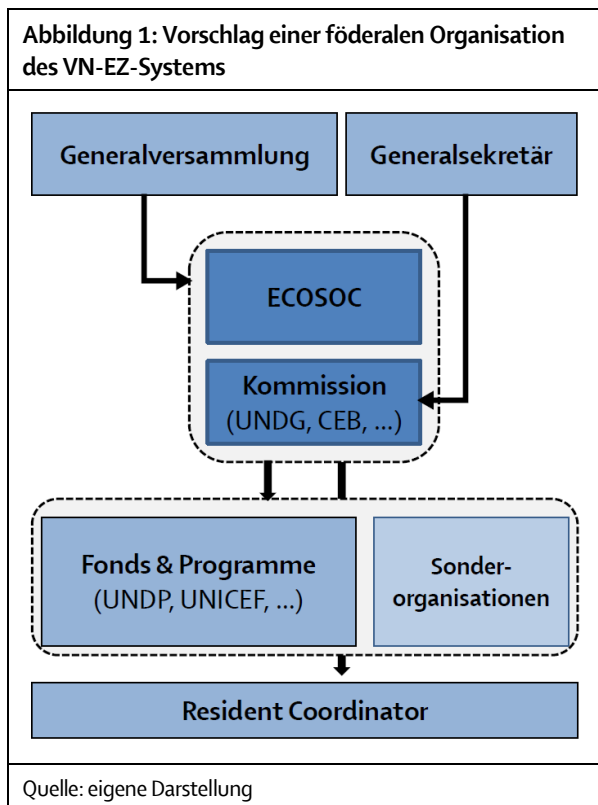 Abbildung 1: Vorschlag einer föderalen Organisation
des VN-EZ-Systems
Generalversammlung
Generalsekretär
ECOSOC
Kommission
(UNDG, CEB, ...)
Fonds & Programme
(UNDP, UNICEF, ...)
Sonder-
organisationen
Resident Coordinator
Quelle: eigene Darstellung